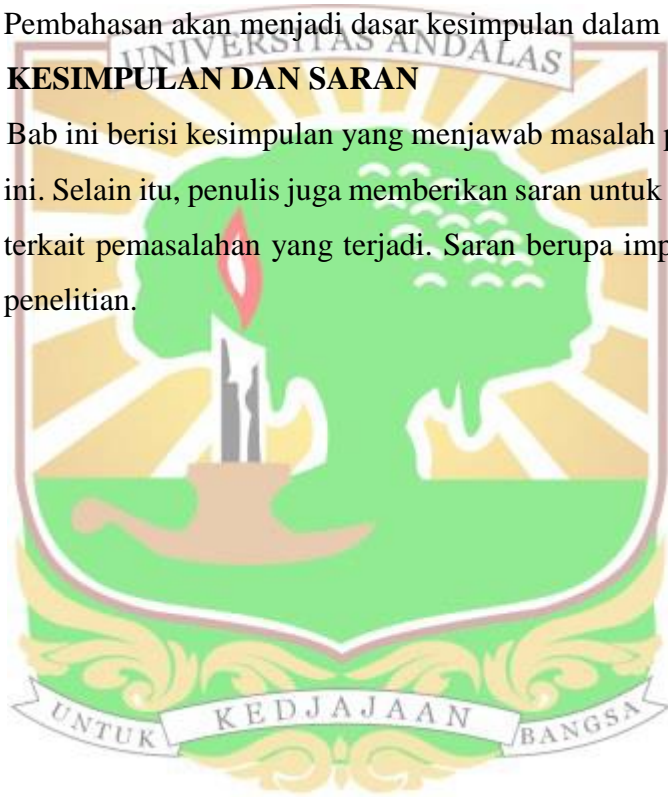 Pembahasan akan menjadi dasar kesimpulan dalam
UNIVERSITAS ANDALAS
KESIMPULAN DAN SARAN
Bab ini berisi kesimpulan yang menjawab masalah
ini. Selain itu, penulis juga memberikan saran untuk
terkait pemasalahan yang terjadi. Saran berupa
penelitian.
UNTUK KEDJAJAAN BANGSA